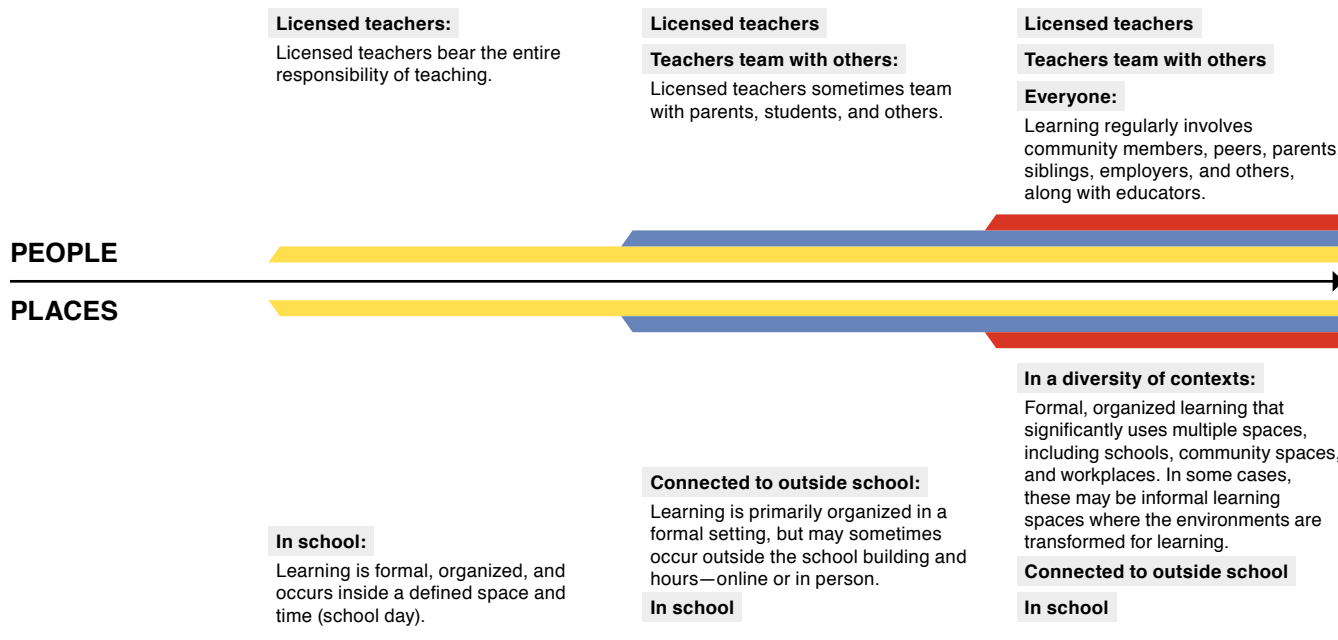 Licensed teachers:
Licensed teachers bear the entire
responsibility of teaching.
Licensed teachers
Teachers team with others:
Licensed teachers sometimes team
with parents, students, and others.
Licensed teachers
Teachers team with others
Everyone:
Learning regularly involves
community members, peers, parents
siblings, employers, and others,
along with educators.
PEOPLE
PLACES
In school:
Learning is formal, organized, and
occurs inside a defined space and
time (school day).
Connected to outside school:
Learning is primarily organized in a
formal setting, but may sometimes
occur outside the school building and
hours—online or in person.
In school
In a diversity of contexts:
Formal, organized learning that
significantly uses multiple spaces,
including schools, community spaces,
and workplaces. In some cases,
these may be informal learning
spaces where the environments are
transformed for learning.
Connected to outside school
In school